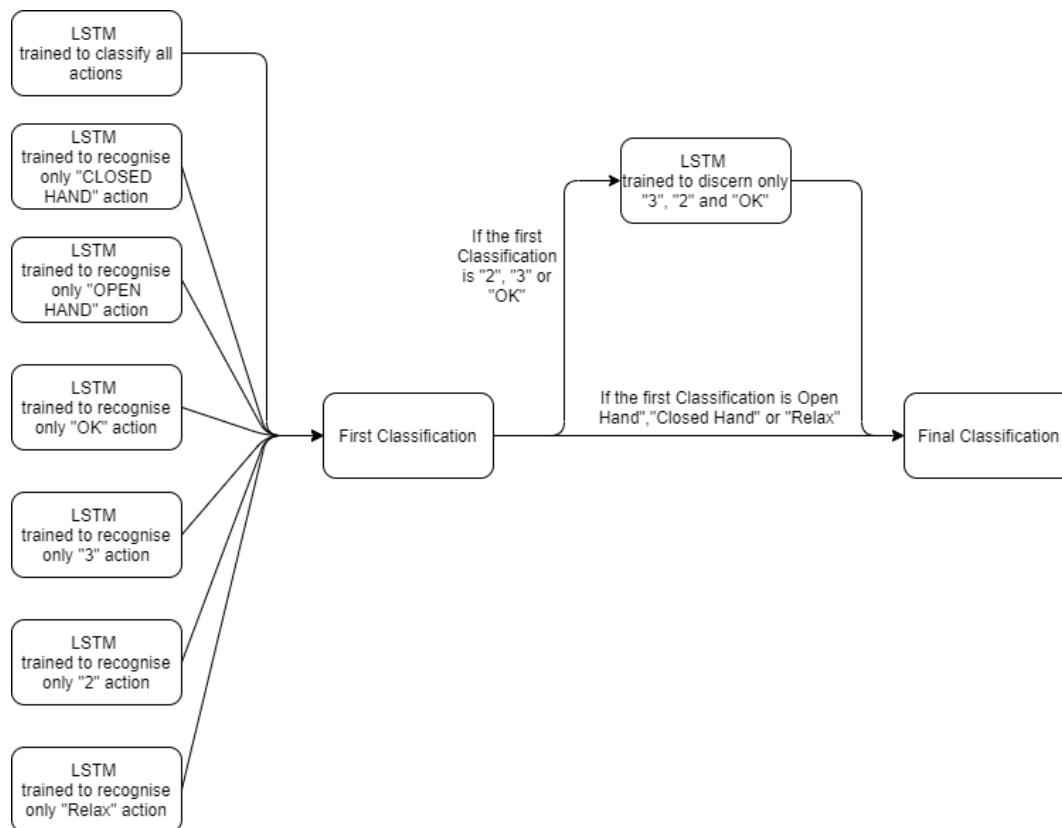 LSTM
trained to classify all
actions
LSTM
trained to recognise
only "CLOSED
HAND" action
LSTM
trained to recognise
only "OPEN
HAND" action
LSTM
trained to recognise
only "OK" action
LSTM
trained to recognise
only "3" action
LSTM
trained to recognise
only "2" action
LSTM
trained to recognise
only "Relax" action
First Classification
If the first
Classification
is "2", "3" or
"OK"
LSTM
trained to discern only
"3", "2" and "OK"
If the first Classification is Open
Hand","Closed Hand" or "Relax"
Final Classification